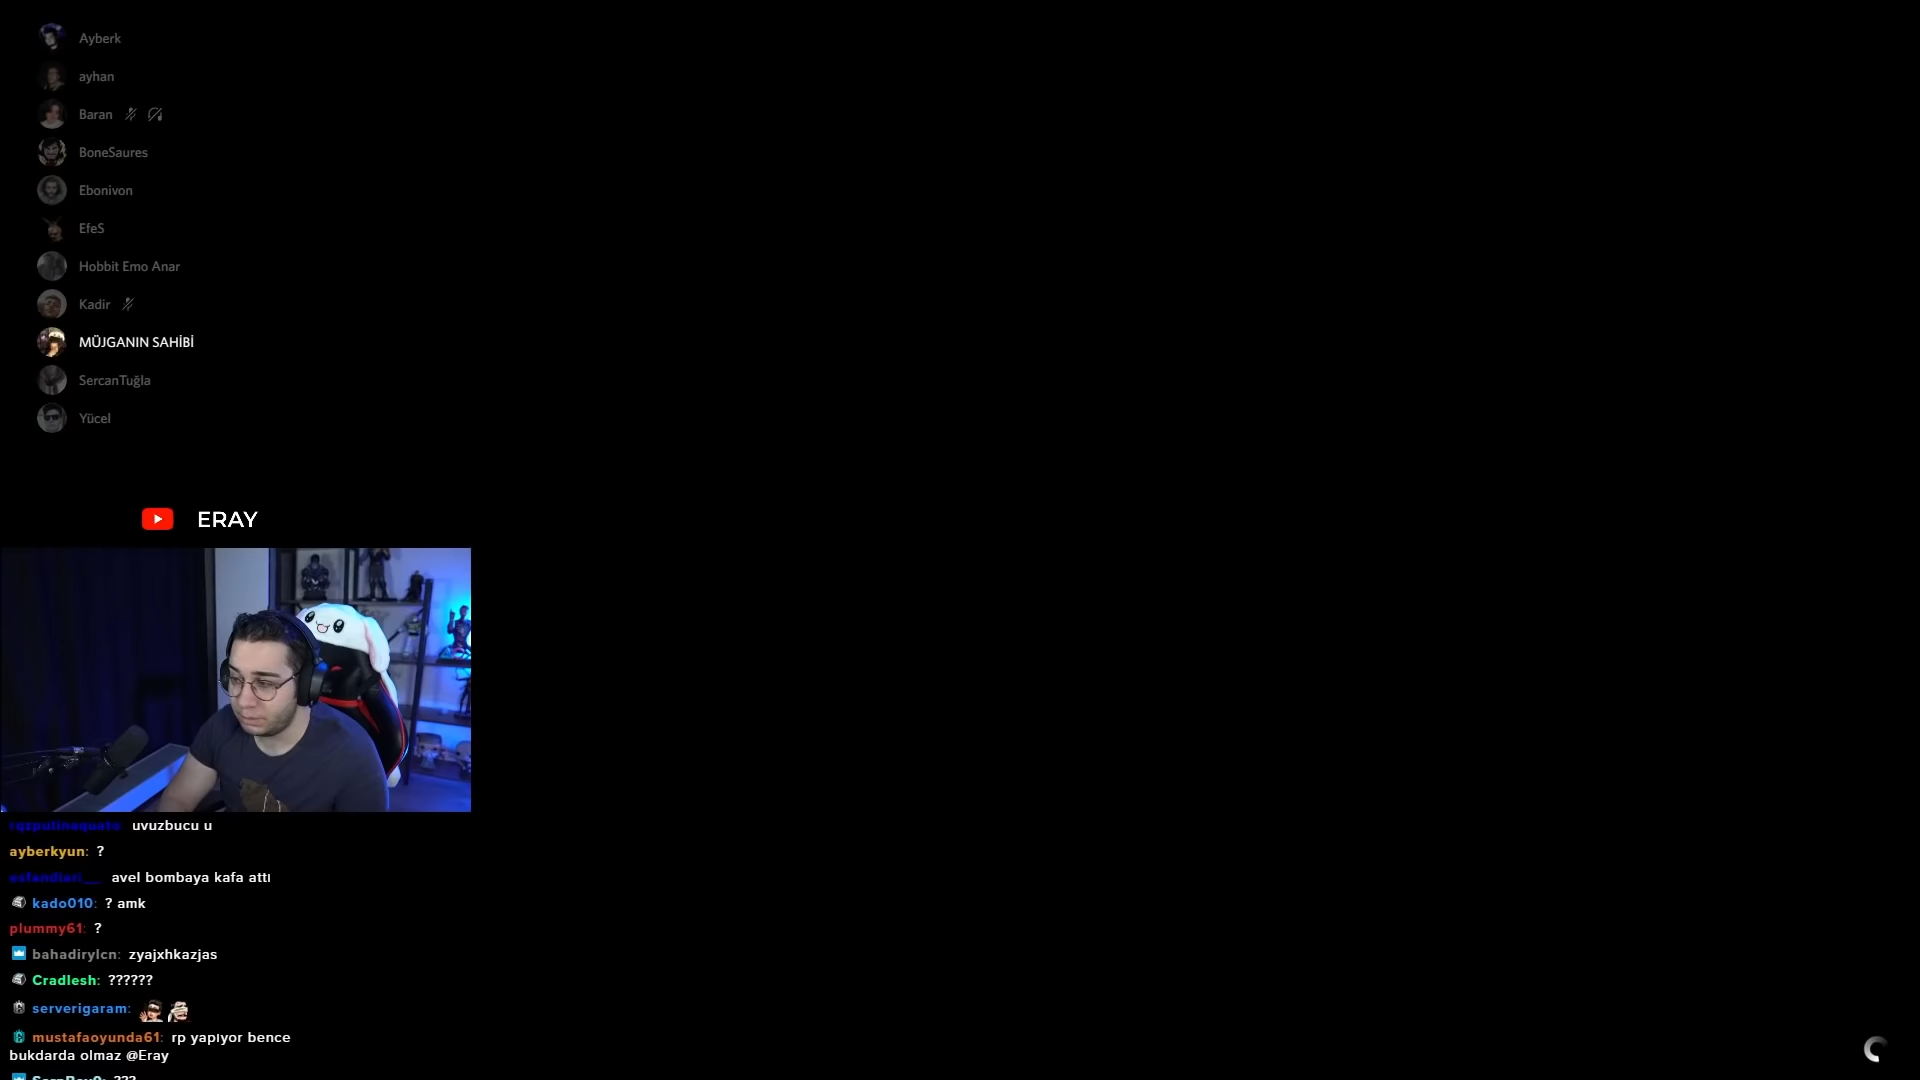 Ayberk
ayhan
Baran
BoneSaures
Ebonivon
EfeS
Hobbit Emo Anar
Kadir
MÜJGANIN SAHİBİ
SercanTuğla
Yücel
ERAY
uvuzbucu u
ayberkyun: ?
avel bombaya kafa attı
kado010: ? amk
plummy61: ?
bahadirylcn: zyajxhkazjas
Cradlesh: ??????
serverigaram:
mustafaoyunda61: rp yapıyor bence
bukdarda olmaz @Eray
???